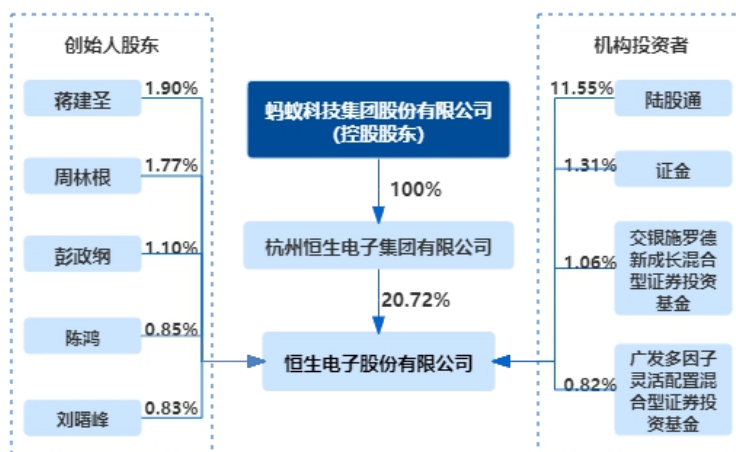 创始人股东
蒋建圣
1.90%
周林根
1.77%
彭政纲
1.10%
陈鸿
0.85%
刘曙峰
0.83%
蚂蚁科技集团股份有限公司
(控股股东)
100%
杭州恒生电子集团有限公司
20.72%
恒生电子股份有限公司
机构投资者
11.55%
陆股通
1.31%
证金
1.06%
交银施罗德
新成长混合
型证券投资
基金
0.82%
广发多因子
灵活配置混
合型证券投
资基金